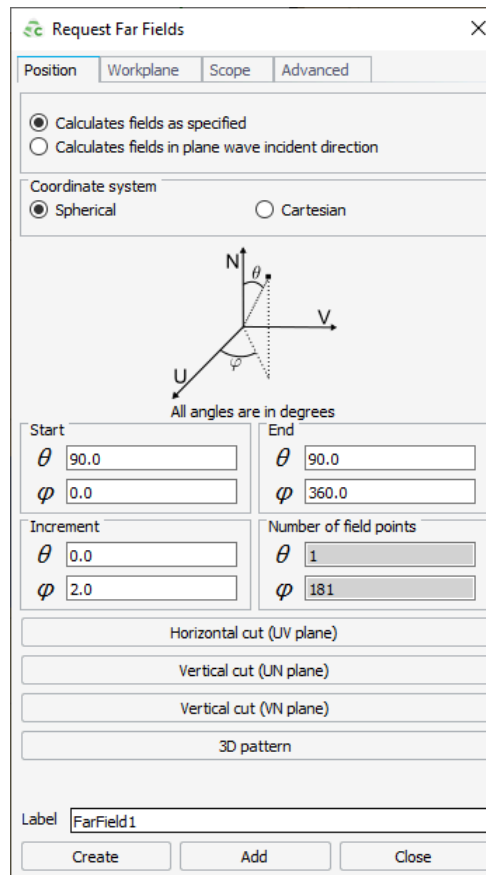 Request Far Fields
Position Workplane Scope Advanced
Calculates fields as specified
Calculates fields in plane wave incident direction
Coordinate system
Spherical Cartesian
N
θ
V
U
φ
All angles are in degrees
Start End
θ 90.0 θ 90.0
φ 0.0 φ 360.0
Increment Number of field points
θ 0.0 θ 1
φ 2.0 φ 181
Horizontal cut (UV plane)
Vertical cut (UN plane)
Vertical cut (VN plane)
3D pattern
Label FarField1
Create Add Close